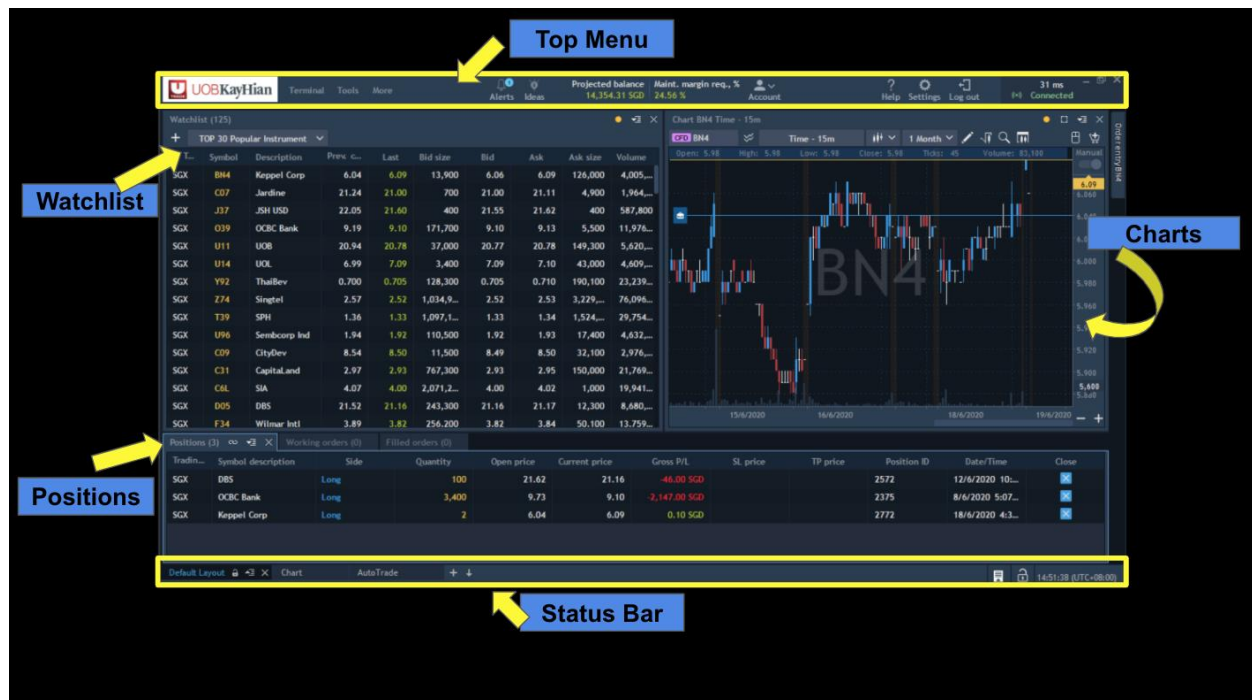 Top Menu
UOBKayHian Terminal Tools More Alerts Ideas Projected balance 14,354.31 SGD Maint. margin req., % 24.56 % Account Help Settings Log out 31 ms Connected
Watchlist (125)
TOP 30 Popular Instrument
T... Symbol Description Prev. c... Last Bid size Bid Ask Ask size Volume
SGX BN4 Keppel Corp 6.04 6.09 13,900 6.06 6.09 126,000 4,005,...
SGX C07 Jardine 21.24 21.00 700 21.00 21.11 4,900 1,964,...
SGX J37 JSH USD 22.05 21.60 400 21.55 21.62 400 587,800
SGX O39 OCBC Bank 9.19 9.10 171,700 9.10 9.13 5,500 11,976...
SGX U11 UOB 20.94 20.78 37,000 20.77 20.78 149,300 5,620,...
SGX U14 UOL 6.99 7.09 3,400 7.09 7.10 43,000 4,609,...
SGX Y92 ThaiBev 0.700 0.705 128,300 0.705 0.710 190,100 23,239...
SGX Z74 Singtel 2.57 2.52 1,034,9... 2.52 2.53 3,229,... 76,096...
SGX T39 SPH 1.36 1.33 1,097,1... 1.33 1.34 1,524,... 29,754...
SGX U96 Sembcorp Ind 1.94 1.92 110,500 1.92 1.93 17,400 4,632,...
SGX C09 CityDev 8.54 8.50 11,500 8.49 8.50 32,100 2,976,...
SGX C31 CapitaLand 2.97 2.93 767,300 2.93 2.95 150,000 21,769...
SGX C6L SIA 4.07 4.00 2,071,2... 4.00 4.02 1,000 19,941...
SGX D05 DBS 21.52 21.16 243,300 21.16 21.17 12,300 8,680,...
SGX F34 Wilmar Intl 3.89 3.82 256,200 3.82 3.84 50,100 13,759...
Watchlist
Chart BN4 Time - 15m
CFD BN4 Time - 15m 1 Month
Open: 5.98 High: 5.98 Low: 5.98 Close: 5.98 Ticks: 45 Volume: 83,100
Manual
Order entry BN4
6.09
6.060
6.040
6.000
5.980
5.960
5.920
5.900
5,600
BN4
15/6/2020 16/6/2020 18/6/2020 19/6/2020
Charts
Positions (3) Working orders (0) Filled orders (0)
Tradin... Symbol description Side Quantity Open price Current price Gross P/L SL price TP price Position ID Date/Time Close
SGX DBS Long 100 21.62 21.16 -46.00 SGD 2572 12/6/2020 10:...
SGX OCBC Bank Long 3,400 9.73 9.10 -2,147.00 SGD 2375 8/6/2020 5:07...
SGX Keppel Corp Long 2 6.04 6.09 0.10 SGD 2772 18/6/2020 4:3...
Positions
Default Layout Chart AutoTrade 14:51:38 (UTC+08:00)
Status Bar